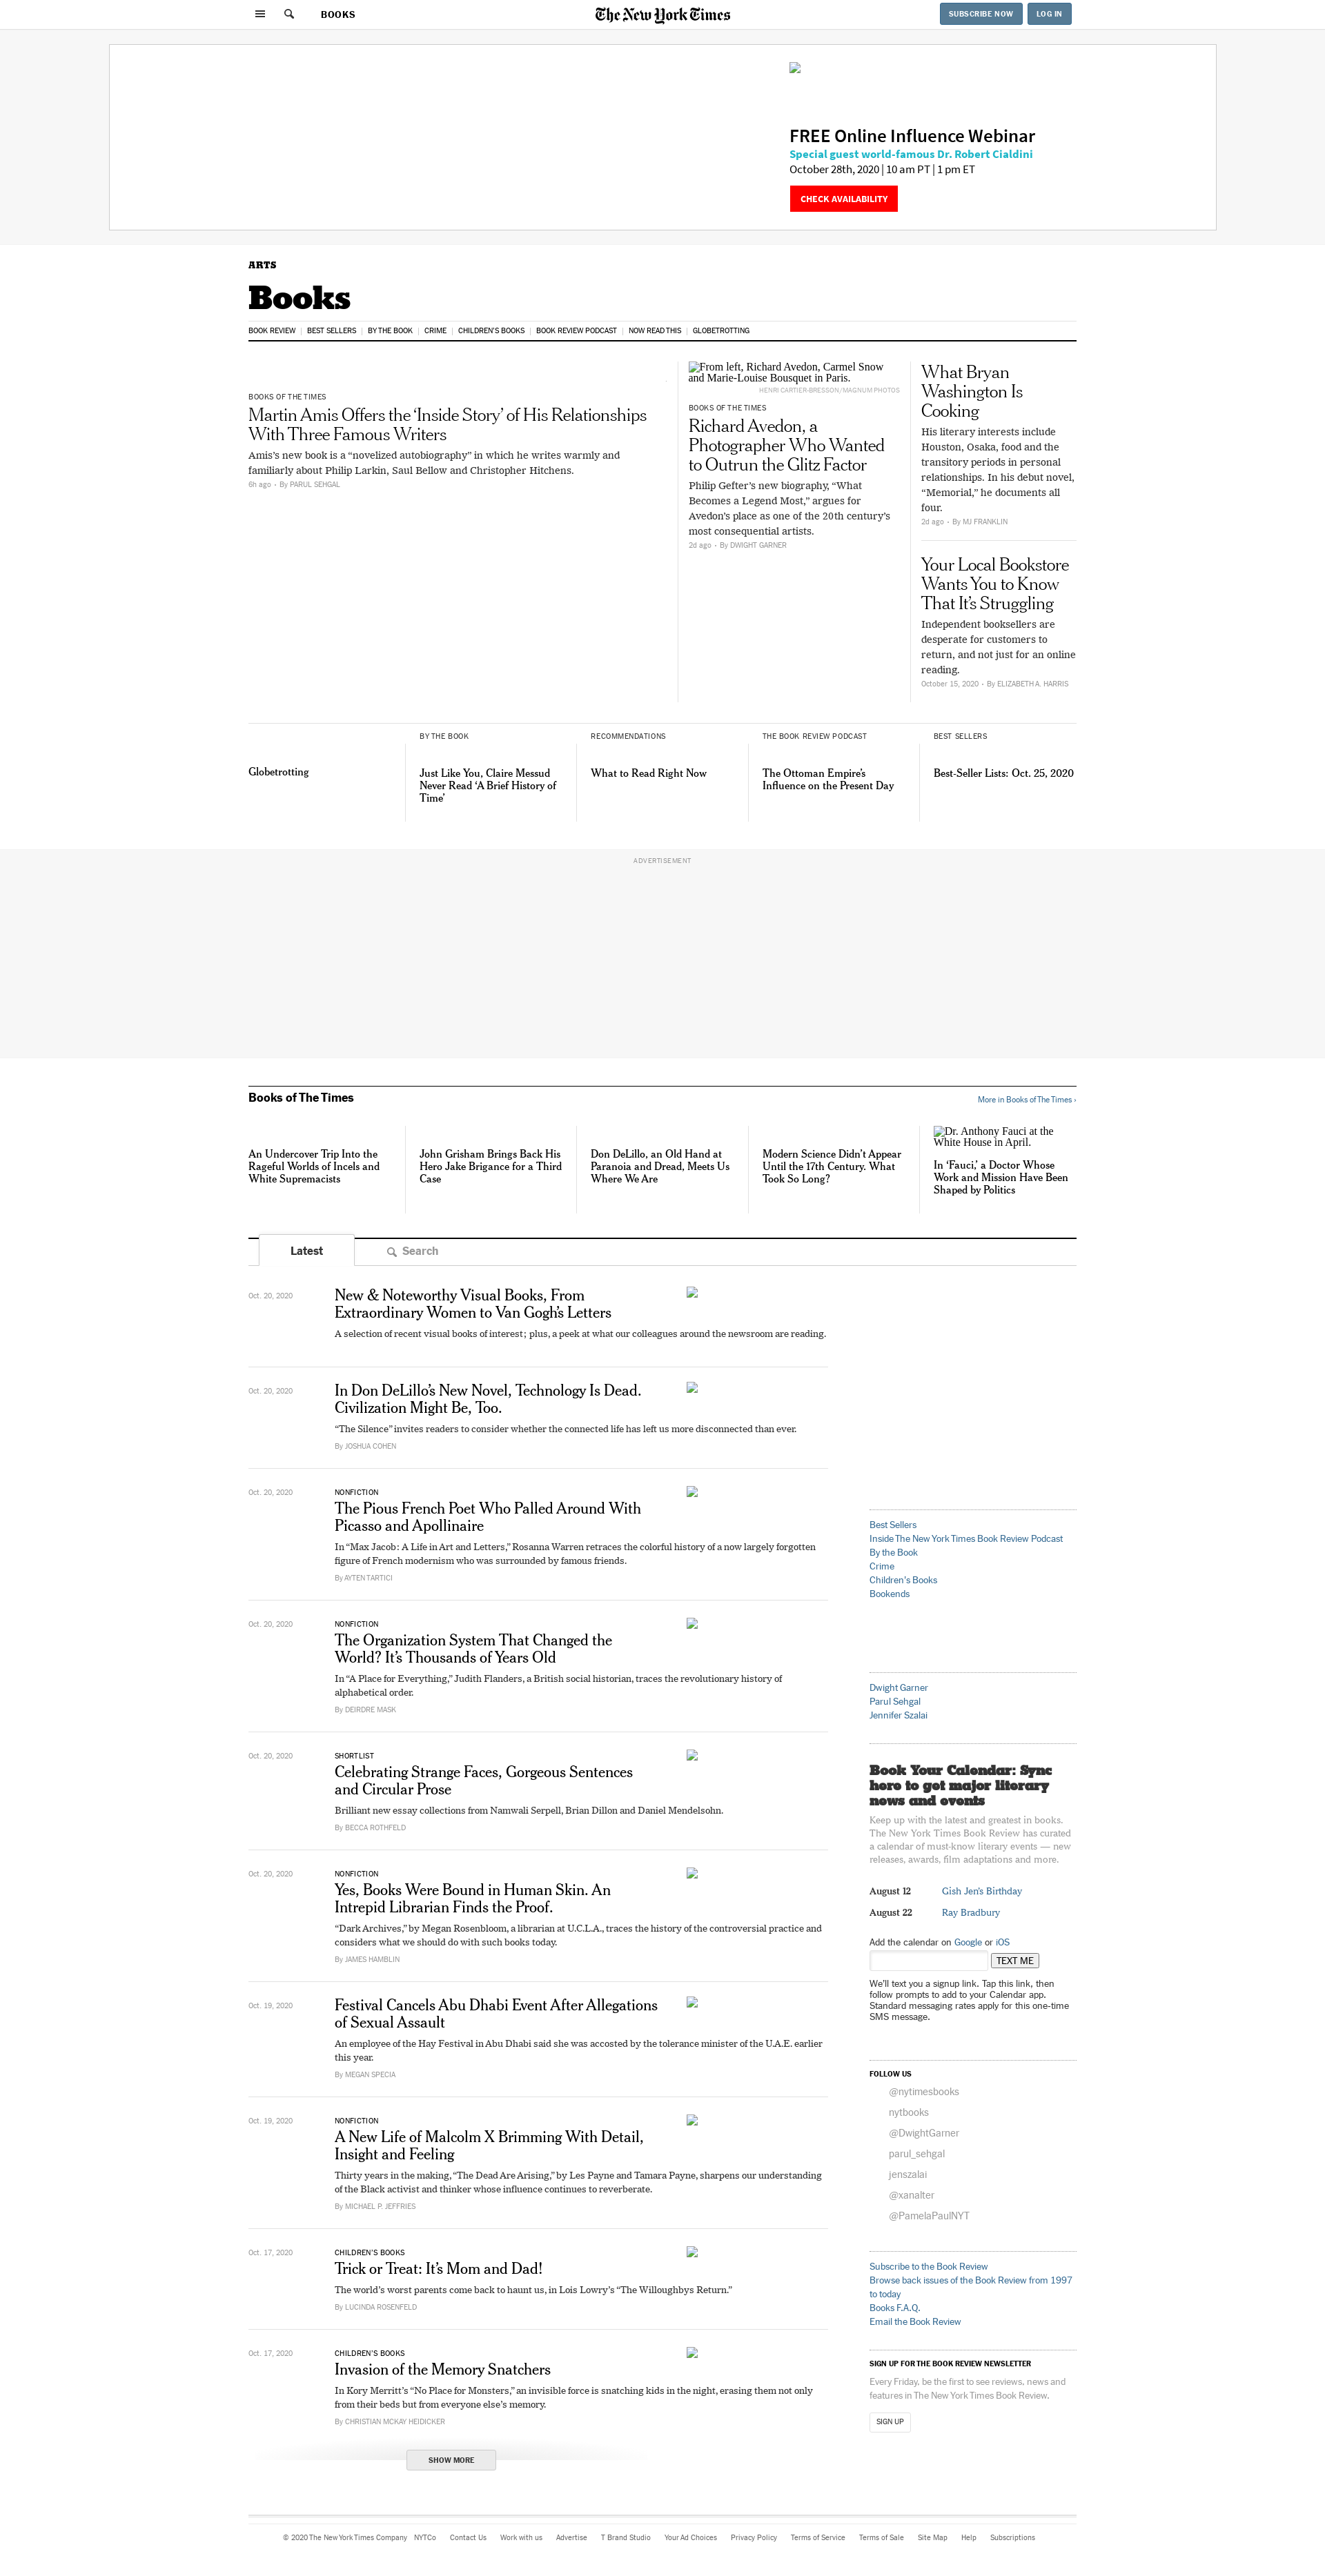 BOOKS
The New York Times
SUBSCRIBE NOW
LOG IN
FREE Online Influence Webinar
Special guest world-famous Dr. Robert Cialdini
October 28th, 2020 | 10 am PT | 1 pm ET
CHECK AVAILABILITY
ARTS
Books
BOOK REVIEW | BEST SELLERS | BY THE BOOK | CRIME | CHILDREN'S BOOKS | BOOK REVIEW PODCAST | NOW READ THIS | GLOBETROTTING
BOOKS OF THE TIMES
Martin Amis Offers the ‘Inside Story’ of His Relationships
With Three Famous Writers
Amis’s new book is a “novelized autobiography” in which he writes warmly and
familiarly about Philip Larkin, Saul Bellow and Christopher Hitchens.
6h ago - By PARUL SEHGAL
From left, Richard Avedon, Carmel Snow
and Marie-Louise Bousquet in Paris.
HENRI CARTIER-BRESSON/MAGNUM PHOTOS
BOOKS OF THE TIMES
Richard Avedon, a
Photographer Who Wanted
to Outrun the Glitz Factor
Philip Gefter’s new biography, “What
Becomes a Legend Most,” argues for
Avedon’s place as one of the 20th century’s
most consequential artists.
2d ago - By DWIGHT GARNER
What Bryan
Washington Is
Cooking
His literary interests include
Houston, Osaka, food and the
transitory periods in personal
relationships. In his debut novel,
“Memorial,” he documents all
four.
2d ago - By MJ FRANKLIN
Your Local Bookstore
Wants You to Know
That It’s Struggling
Independent booksellers are
desperate for customers to
return, and not just for an online
reading.
October 15, 2020 - By ELIZABETH A. HARRIS
Globetrotting
BY THE BOOK
Just Like You, Claire Messud
Never Read ‘A Brief History of
Time’
RECOMMENDATIONS
What to Read Right Now
THE BOOK REVIEW PODCAST
The Ottoman Empire’s
Influence on the Present Day
BEST SELLERS
Best-Seller Lists: Oct. 25, 2020
ADVERTISEMENT
Books of The Times
More in Books of The Times ›
An Undercover Trip Into the
Rageful Worlds of Incels and
White Supremacists
John Grisham Brings Back His
Hero Jake Brigance for a Third
Case
Don DeLillo, an Old Hand at
Paranoia and Dread, Meets Us
Where We Are
Modern Science Didn’t Appear
Until the 17th Century. What
Took So Long?
Dr. Anthony Fauci at the
White House in April.
In ‘Fauci,’ a Doctor Whose
Work and Mission Have Been
Shaped by Politics
Latest
Search
Oct. 20, 2020
New & Noteworthy Visual Books, From
Extraordinary Women to Van Gogh’s Letters
A selection of recent visual books of interest; plus, a peek at what our colleagues around the newsroom are reading.
Oct. 20, 2020
In Don DeLillo’s New Novel, Technology Is Dead.
Civilization Might Be, Too.
“The Silence” invites readers to consider whether the connected life has left us more disconnected than ever.
By JOSHUA COHEN
Oct. 20, 2020
NONFICTION
The Pious French Poet Who Palled Around With
Picasso and Apollinaire
In “Max Jacob: A Life in Art and Letters,” Rosanna Warren retraces the colorful history of a now largely forgotten
figure of French modernism who was surrounded by famous friends.
By AYTEN TARTICI
Oct. 20, 2020
NONFICTION
The Organization System That Changed the
World? It’s Thousands of Years Old
In “A Place for Everything,” Judith Flanders, a British social historian, traces the revolutionary history of
alphabetical order.
By DEIRDRE MASK
Oct. 20, 2020
SHORTLIST
Celebrating Strange Faces, Gorgeous Sentences
and Circular Prose
Brilliant new essay collections from Namwali Serpell, Brian Dillon and Daniel Mendelsohn.
By BECCA ROTHFELD
Oct. 20, 2020
NONFICTION
Yes, Books Were Bound in Human Skin. An
Intrepid Librarian Finds the Proof.
“Dark Archives,” by Megan Rosenbloom, a librarian at U.C.L.A., traces the history of the controversial practice and
considers what we should do with such books today.
By JAMES HAMBLIN
Oct. 19, 2020
Festival Cancels Abu Dhabi Event After Allegations
of Sexual Assault
An employee of the Hay Festival in Abu Dhabi said she was accosted by the tolerance minister of the U.A.E. earlier
this year.
By MEGAN SPECIA
Oct. 19, 2020
NONFICTION
A New Life of Malcolm X Brimming With Detail,
Insight and Feeling
Thirty years in the making, “The Dead Are Arising,” by Les Payne and Tamara Payne, sharpens our understanding
of the Black activist and thinker whose influence continues to reverberate.
By MICHAEL P. JEFFRIES
Oct. 17, 2020
CHILDREN’S BOOKS
Trick or Treat: It’s Mom and Dad!
The world’s worst parents come back to haunt us, in Lois Lowry’s “The Willoughbys Return.”
By LUCINDA ROSENFELD
Oct. 17, 2020
CHILDREN’S BOOKS
Invasion of the Memory Snatchers
In Kory Merritt’s “No Place for Monsters,” an invisible force is snatching kids in the night, erasing them not only
from their beds but from everyone else’s memory.
By CHRISTIAN MCKAY HEIDICKER
SHOW MORE
Best Sellers
Inside The New York Times Book Review Podcast
By the Book
Crime
Children’s Books
Bookends
Dwight Garner
Parul Sehgal
Jennifer Szalai
Book Your Calendar: Sync
here to get major literary
news and events
Keep up with the latest and greatest in books.
The New York Times Book Review has curated
a calendar of must-know literary events — new
releases, awards, film adaptations and more.
August 12 Gish Jen’s Birthday
August 22 Ray Bradbury
Add the calendar on Google or iOS
TEXT ME
We’ll text you a signup link. Tap this link, then
follow prompts to add to your Calendar app.
Standard messaging rates apply for this one-time
SMS message.
FOLLOW US
@nytimesbooks
nytbooks
@DwightGarner
parul_sehgal
jenszalai
@xanalter
@PamelaPaulNYT
Subscribe to the Book Review
Browse back issues of the Book Review from 1997
to today
Books F.A.Q.
Email the Book Review
SIGN UP FOR THE BOOK REVIEW NEWSLETTER
Every Friday, be the first to see reviews, news and
features in The New York Times Book Review.
SIGN UP
© 2020 The New York Times Company NYTCo Contact Us Work with us Advertise T Brand Studio Your Ad Choices Privacy Policy Terms of Service Terms of Sale Site Map Help Subscriptions